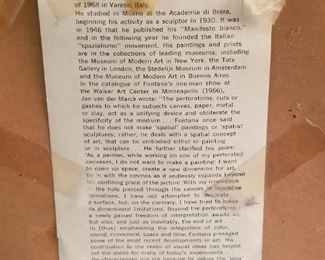 of 1968 in Varese, Italy.
He studied in Milano at the Academia di Brera,
beginning his activity as a sculptor in 1930. It
was in 1946 that he published his "Manifesto bianco,"
and in the following year he founded the Italian
"spazialismo" movement. His paintings and prints
are in the collections of leading museums, including
the Museum of Modern Art in New York, the Tate
Gallery in London, the Stedelijk Museum in Amsterdam
and the Museum of Modern Art in Buenos Aires.
In the catalogue of Fontana's one-man show at
the Walker Art Center in Minneapolis (1966),
Jan van der Marck wrote: "The perforations, cuts or
gashes to which he subjects canvas, paper, metal
or clay, act as a unifying device and obliterate the
specificity of the medium . . . Fontana once said
that he does not make 'spatial' paintings or 'spatial'
sculptures; rather, he deals with a spatial concept
of art, that can be embodied either in painting
or in sculpture . . . He further clarified his point:
'As a painter, while working on one of my perforated
canvases, I do not want to make a painting: I want
to open up space, create a new dimension for art,
tie in with the cosmos as it endlessly expands beyond
the confining plane of the picture. With my innovation
of the hole pierced through the canvas in repetitive
formations, I have not attempted to decorate
a surface, but, on the contrary, I have tried to break
its dimensional limitations. Beyond the perforations
a newly gained freedom of interpretation awaits us,
but also, and just as inevitably, the end of art
In [thus] emphasizing the integration of color,
sound, movement, space and time, Fontana presaged
some of the most recent developments in art. His
contribution to the realm of visual ideas has helped
set the scene for many of today's experiments